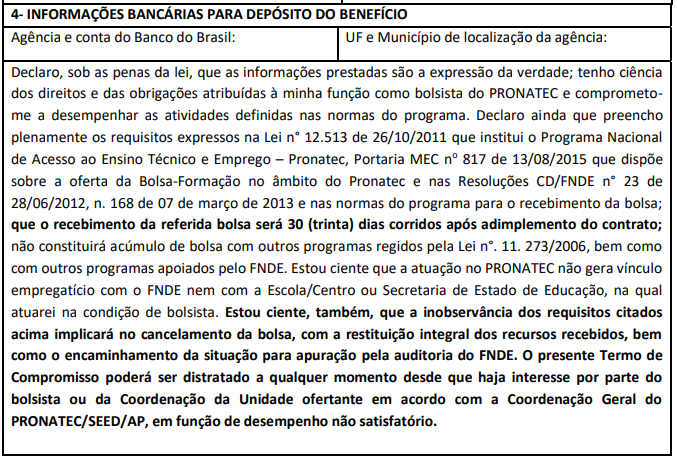 4- INFORMAÇÕES BANCÁRIAS PARA DEPÓSITO DO BENEFÍCIO
Agência e conta do Banco do Brasil:
UF e Município de localização da agência:
Declaro, sob as penas da lei, que as informações prestadas são a expressão da verdade; tenho ciência
dos direitos e das obrigações atribuídas à minha função como bolsista do PRONATEC e comprometo-
me a desempenhar as atividades definidas nas normas do programa. Declaro ainda que preencho
plenamente os requisitos expressos na Lei n° 12.513 de 26/10/2011 que institui o Programa Nacional
de Acesso ao Ensino Técnico e Emprego – Pronatec, Portaria MEC nº 817 de 13/08/2015 que dispõe
sobre a oferta da Bolsa-Formação no âmbito do Pronatec e nas Resoluções CD/FNDE n° 23 de
28/06/2012, n. 168 de 07 de março de 2013 e nas normas do programa para o recebimento da bolsa;
que o recebimento da referida bolsa será 30 (trinta) dias corridos após adimplemento do contrato;
não constituirá acúmulo de bolsa com outros programas regidos pela Lei n°. 11. 273/2006, bem como
com outros programas apoiados pelo FNDE. Estou ciente que a atuação no PRONATEC não gera vínculo
empregatício com o FNDE nem com a Escola/Centro ou Secretaria de Estado de Educação, na qual
atuarei na condição de bolsista. Estou ciente, também, que a inobservância dos requisitos citados
acima implicará no cancelamento da bolsa, com a restituição integral dos recursos recebidos, bem
como o encaminhamento da situação para apuração pela auditoria do FNDE. O presente Termo de
Compromisso poderá ser distratado a qualquer momento desde que haja interesse por parte do
bolsista ou da Coordenação da Unidade ofertante em acordo com a Coordenação Geral do
PRONATEC/SEED/AP, em função de desempenho não satisfatório.